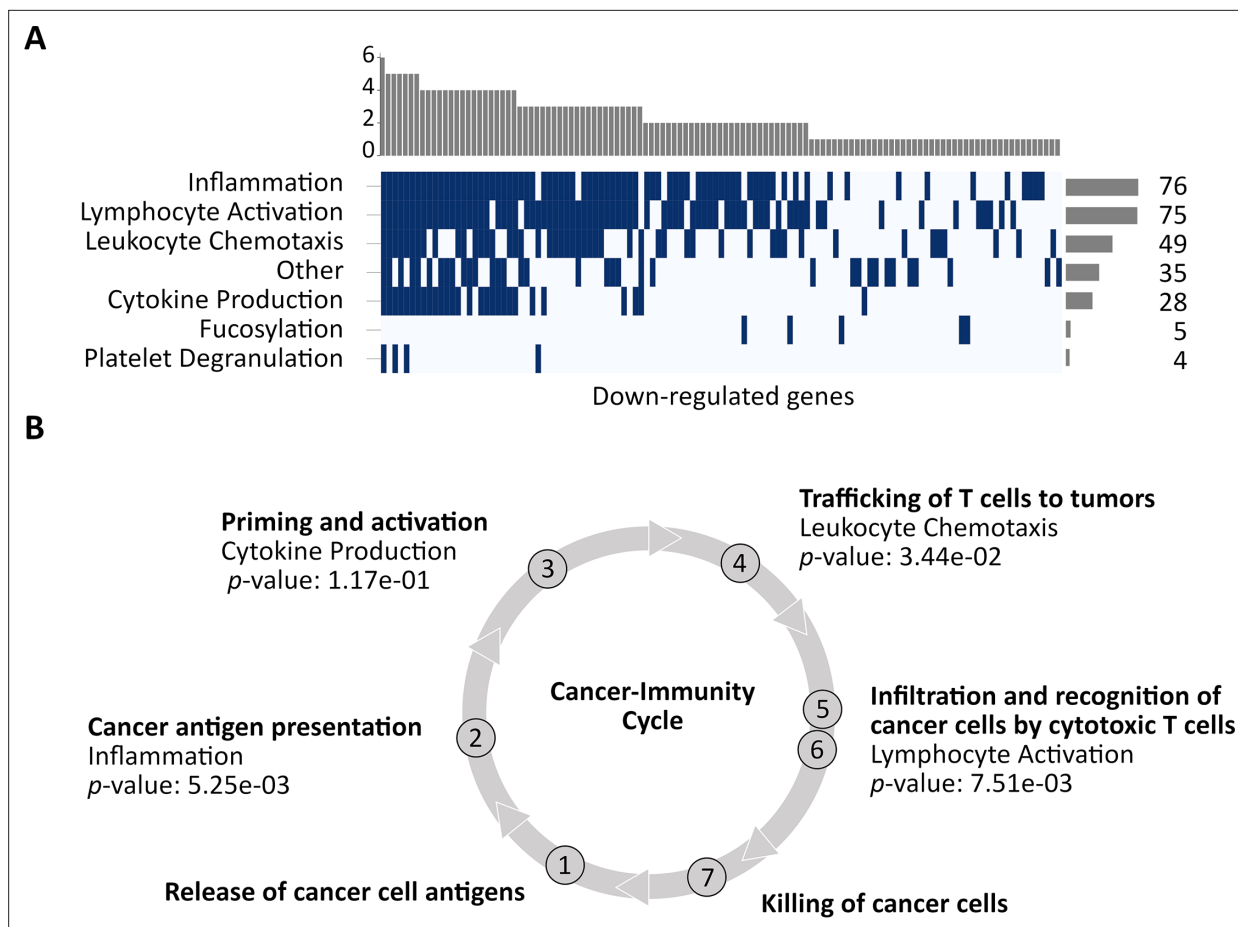 A
6
4
2
0
Inflammation 76
Lymphocyte Activation 75
Leukocyte Chemotaxis 49
Other 35
Cytokine Production 28
Fucosylation 5
Platelet Degranulation 4
Down-regulated genes
B
Trafficking of T cells to tumors
Leukocyte Chemotaxis
p-value: 3.44e-02
Priming and activation
Cytokine Production
p-value: 1.17e-01
3
4
Cancer-Immunity
Cycle
Infiltration and recognition of
cancer cells by cytotoxic T cells
Lymphocyte Activation
p-value: 7.51e-03
5
6
Cancer antigen presentation
Inflammation
p-value: 5.25e-03
2
1
7
Release of cancer cell antigens
Killing of cancer cells